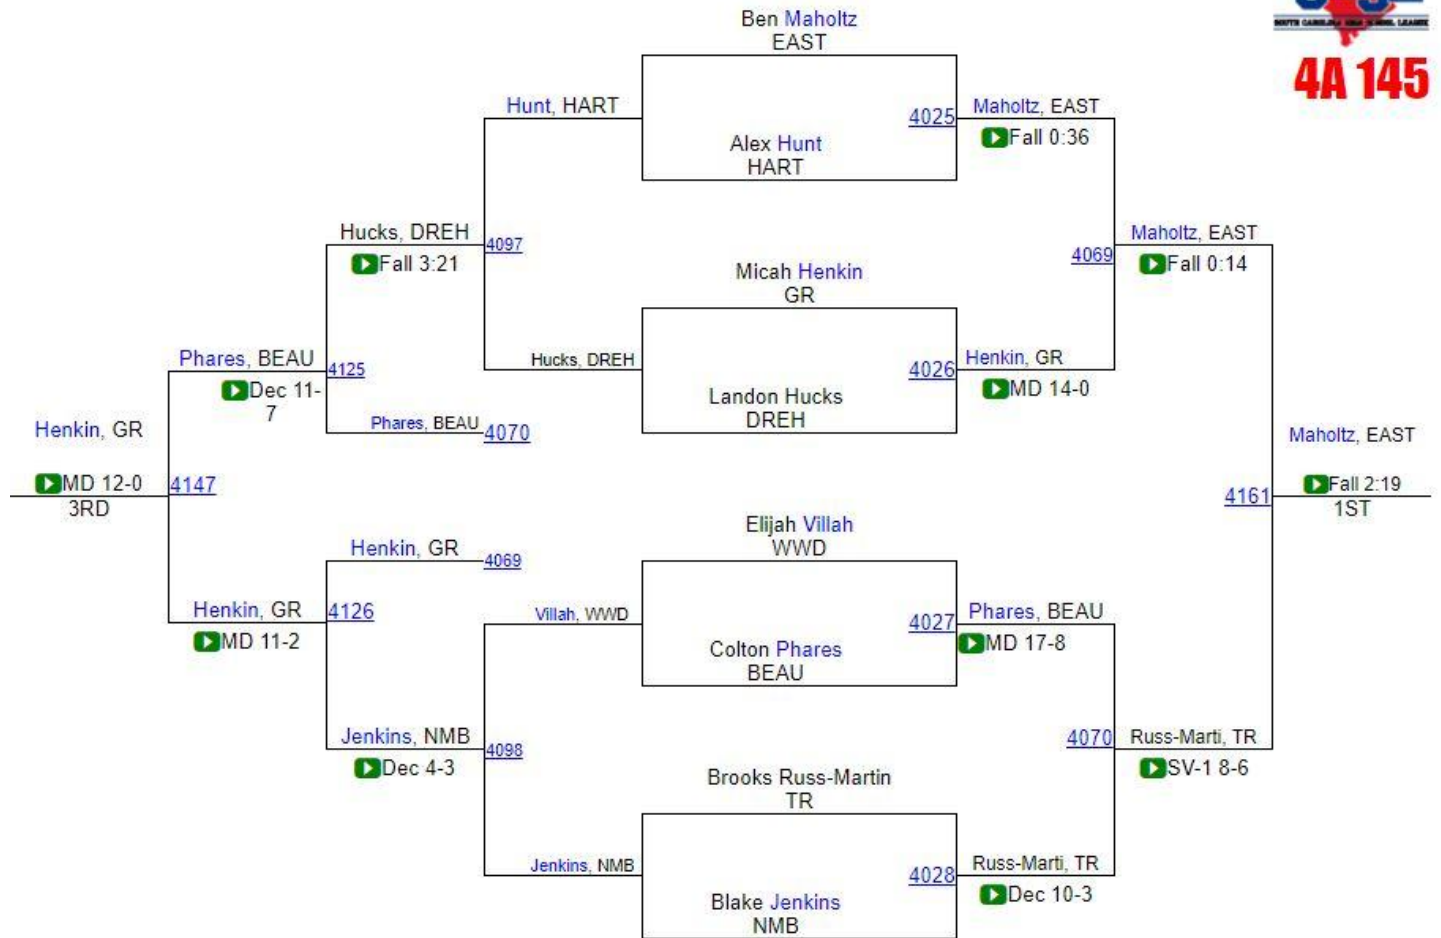 SOUTH CAROLINA HIGH SCHOOL LEAGUE
4A 145
Ben Maholtz
EAST
Hunt, HART
4025
Maholtz, EAST
Fall 0:36
Alex Hunt
HART
Hucks, DREH
4097
Fall 3:21
Maholtz, EAST
4069
Fall 0:14
Micah Henkin
GR
Phares, BEAU
4125
Dec 11-
7
Hucks, DREH
4026
Henkin, GR
MD 14-0
Landon Hucks
DREH
Phares, BEAU
4070
Henkin, GR
MD 12-0
3RD
4147
Maholtz, EAST
4161
Fall 2:19
1ST
Elijah Villah
WWD
Henkin, GR
4069
Henkin, GR
4126
MD 11-2
Villah, WWD
4027
Phares, BEAU
MD 17-8
Colton Phares
BEAU
Jenkins, NMB
4098
Dec 4-3
4070
Russ-Marti, TR
SV-1 8-6
Brooks Russ-Martin
TR
Jenkins, NMB
4028
Russ-Marti, TR
Dec 10-3
Blake Jenkins
NMB